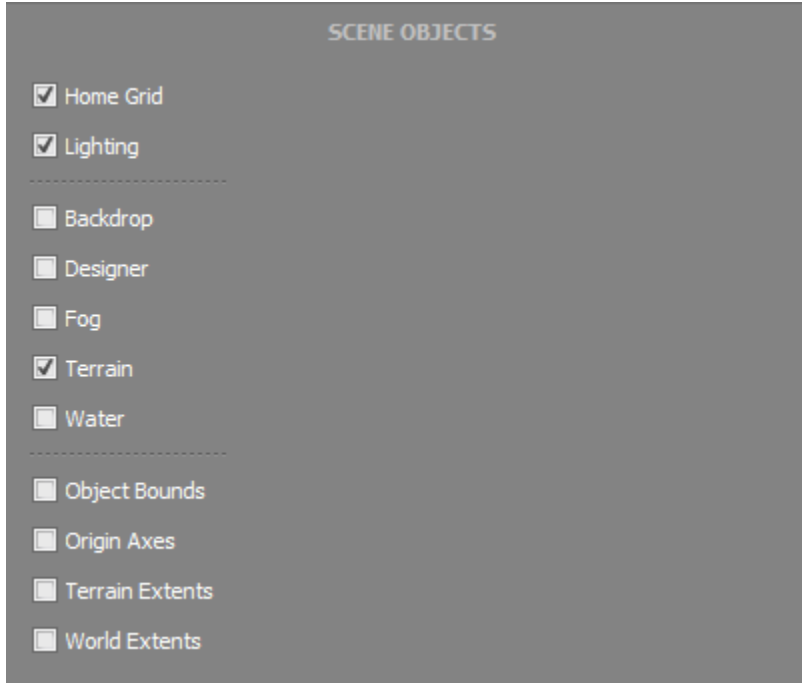 SCENE OBJECTS
Home Grid
Lighting
Backdrop
Designer
Fog
Terrain
Water
Object Bounds
Origin Axes
Terrain Extents
World Extents